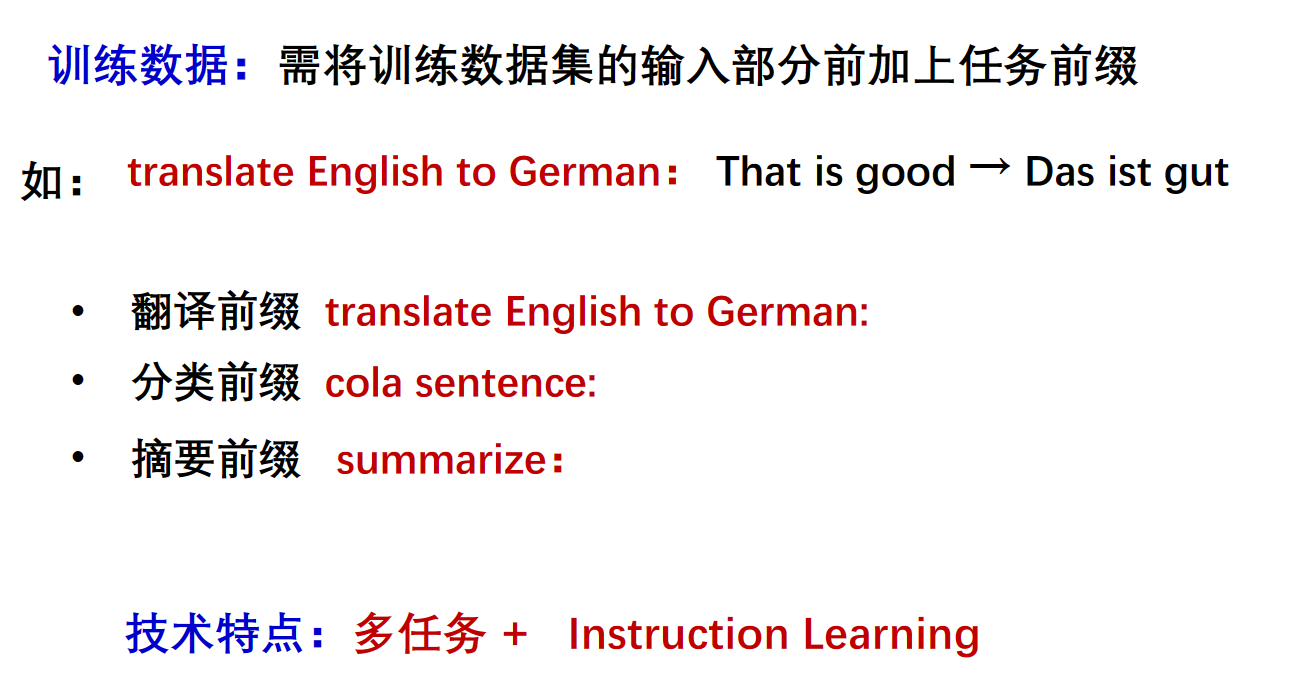 训练数据：需将训练数据集的输入部分前加上任务前缀
如： translate English to German： That is good → Das ist gut
• 翻译前缀 translate English to German:
• 分类前缀 cola sentence:
• 摘要前缀 summarize：
技术特点：多任务 + Instruction Learning